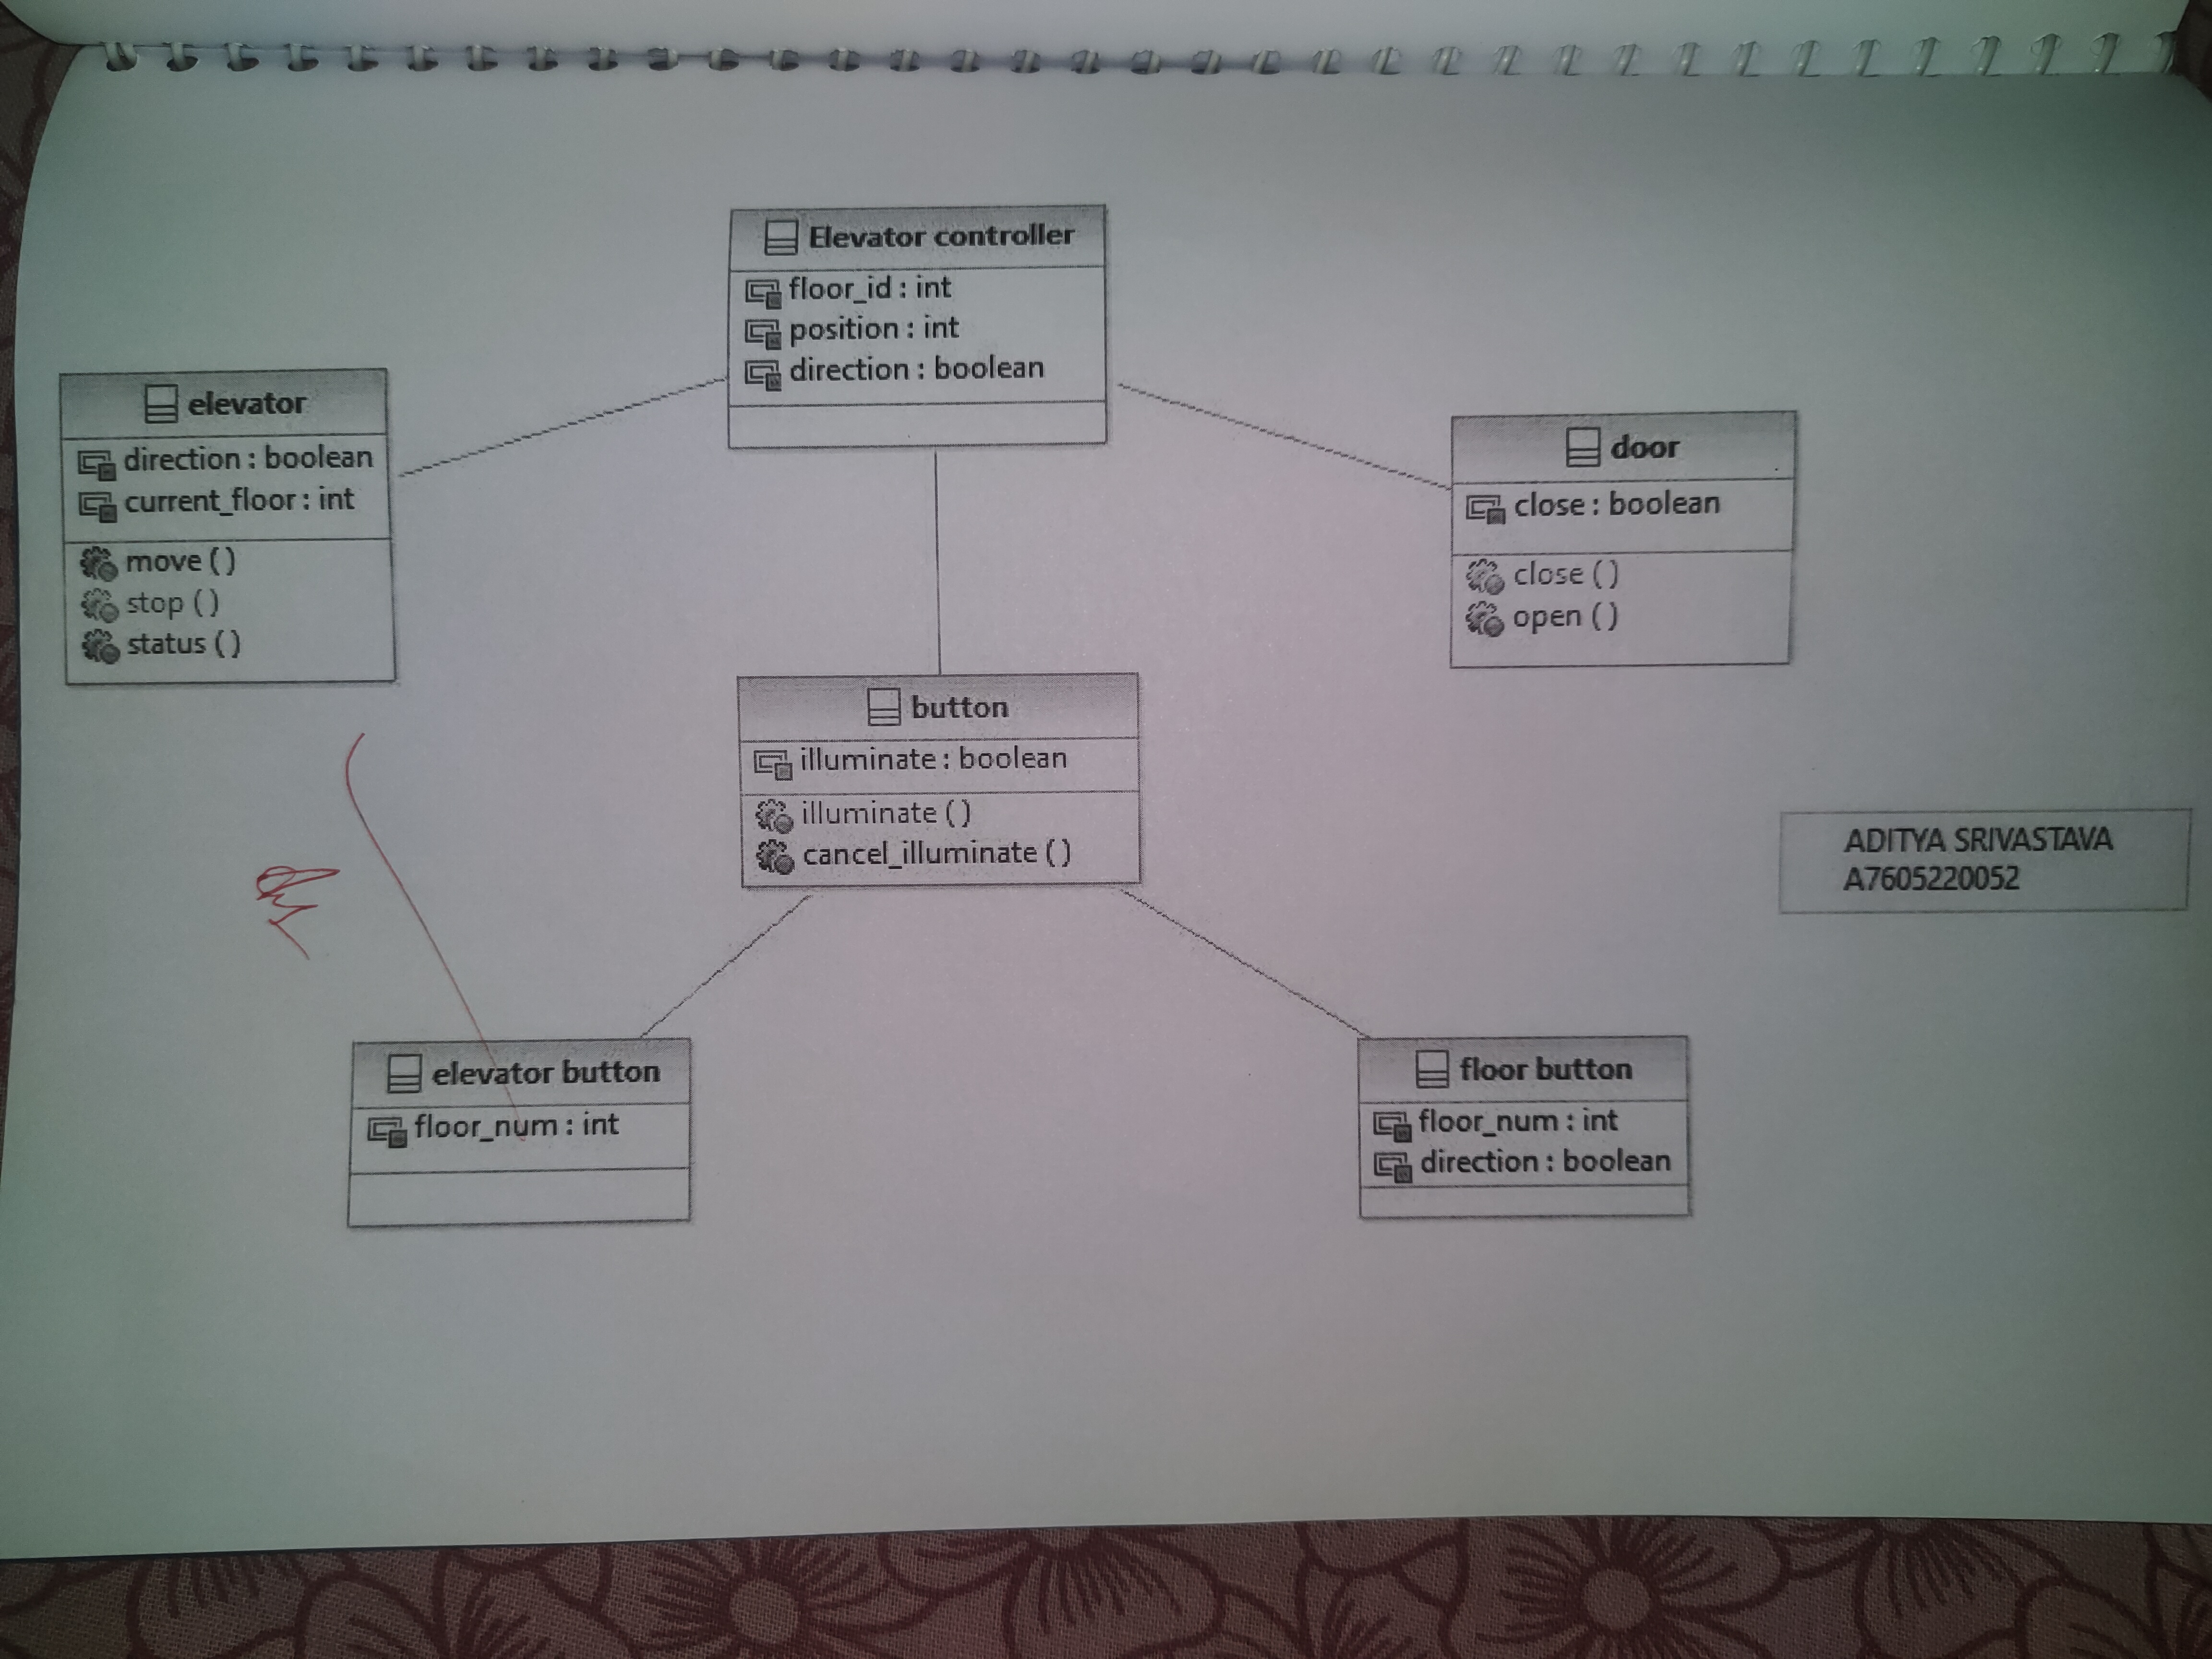 Elevator controller
floor_id : int
position : int
direction : boolean
elevator
direction : boolean
current_floor : int
move ( )
stop ( )
status ( )
door
close : boolean
close ( )
open ( )
button
illuminate : boolean
illuminate ( )
cancel_illuminate ( )
ADITYA SRIVASTAVA
A7605220052
elevator button
floor_num : int
floor button
floor_num : int
direction : boolean